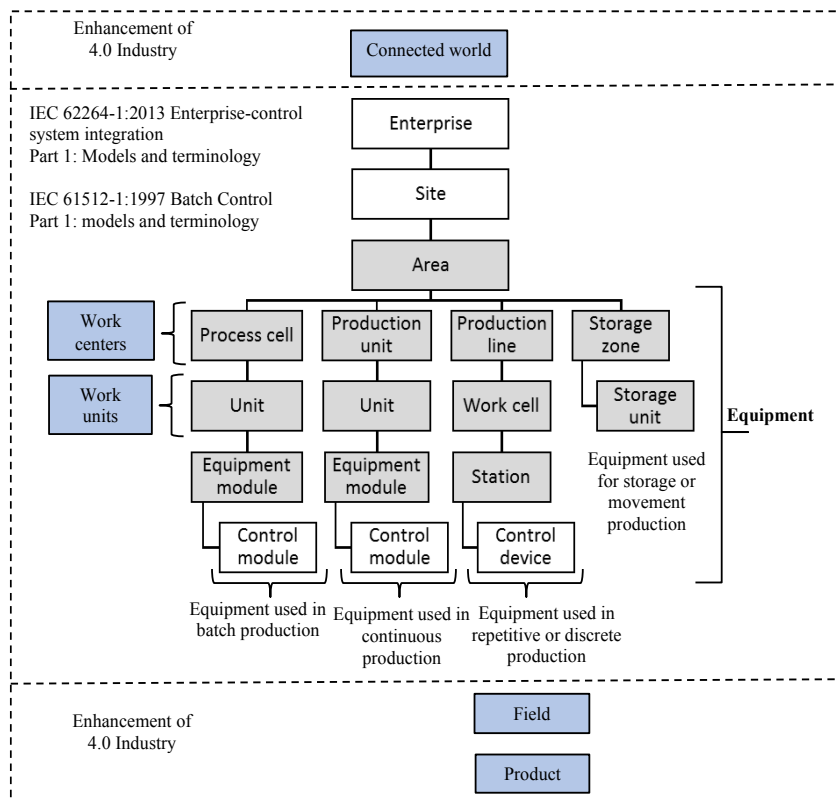 Enhancement of
4.0 Industry
Connected world
IEC 62264-1:2013 Enterprise-control
system integration
Part 1: Models and terminology
IEC 61512-1:1997 Batch Control
Part 1: models and terminology
Enterprise
Site
Area
Work
centers
Process cell
Production
unit
Production
line
Storage
zone
Work
units
Unit
Unit
Work cell
Storage
unit
Equipment
Equipment
module
Equipment
module
Station
Equipment used
for storage or
movement
production
Control
module
Control
module
Control
device
Equipment used in
batch production
Equipment used in
continuous
production
Equipment used in
repetitive or discrete
production
Enhancement of
4.0 Industry
Field
Product